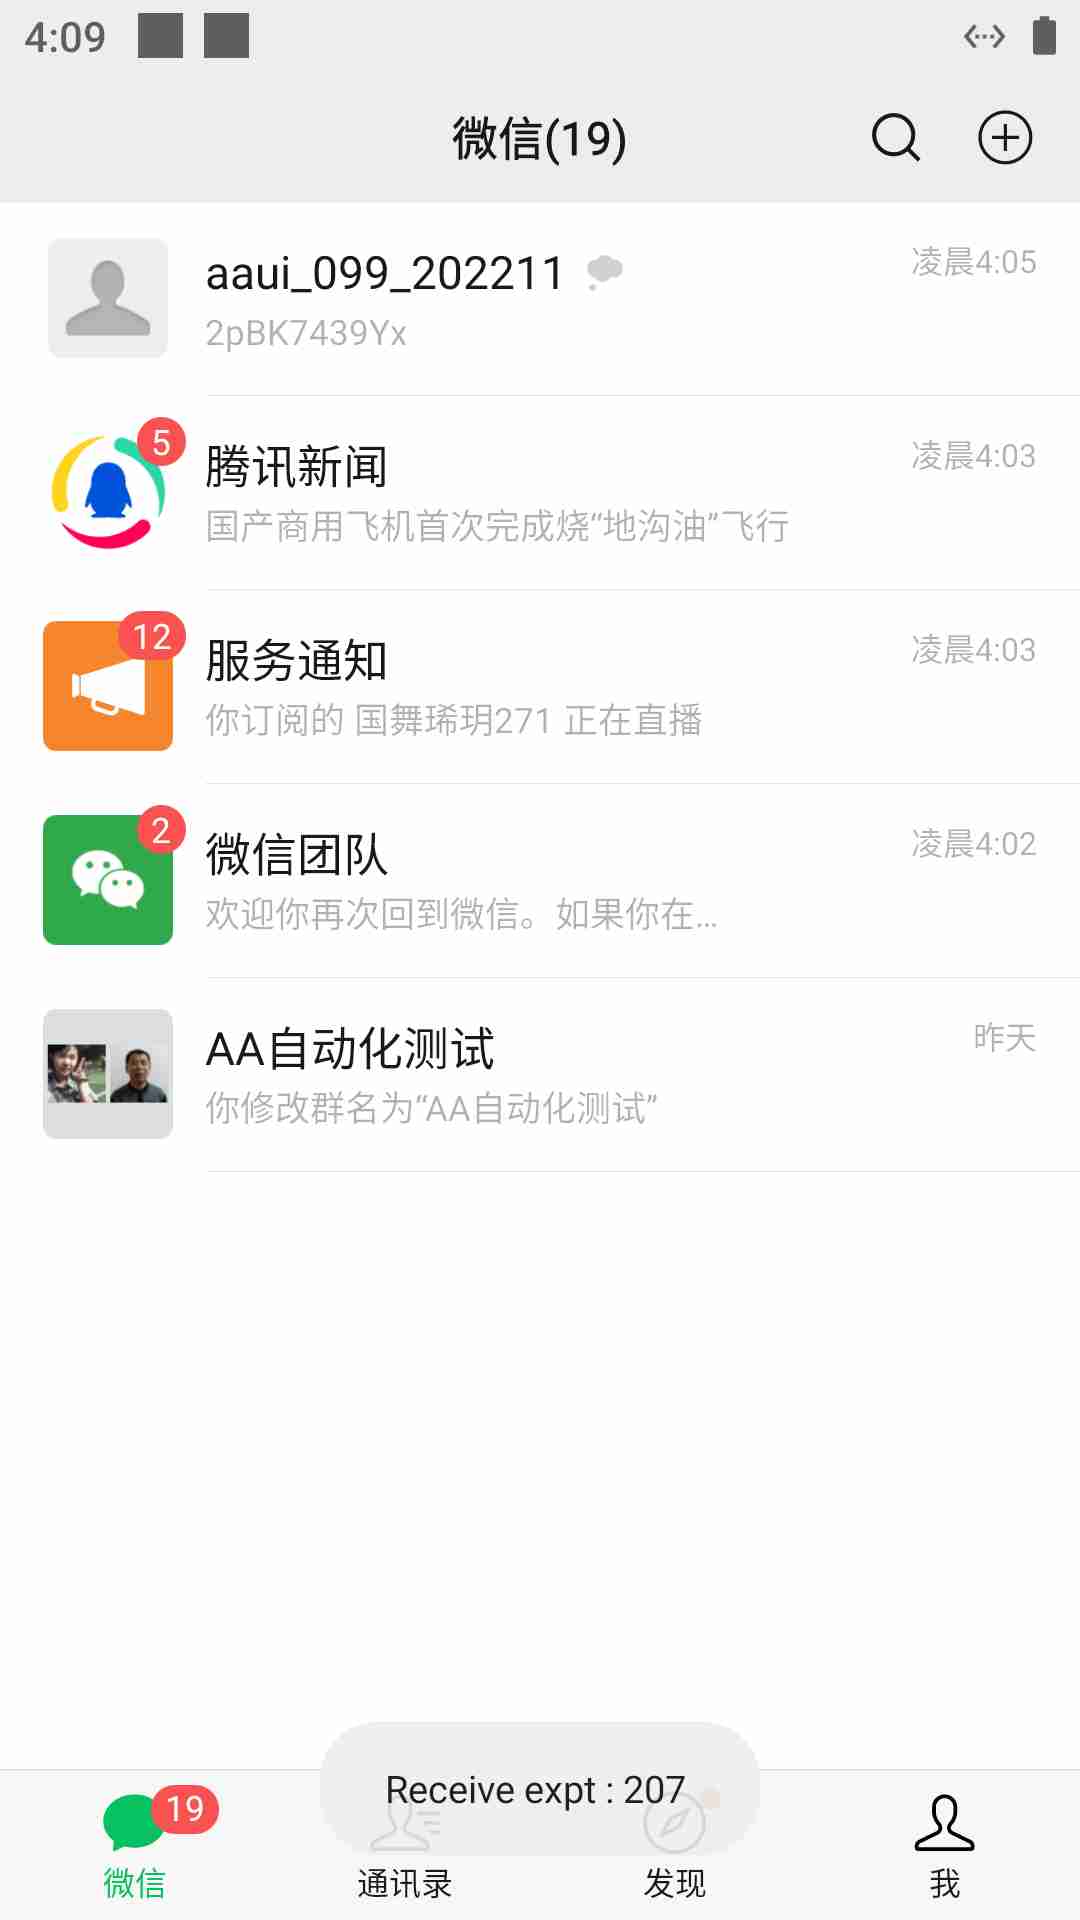 4:09
微信(19)
aaui_099_202211
凌晨4:05
2pBK7439Yx
5
腾讯新闻
凌晨4:03
国产商用飞机首次完成烧“地沟油”飞行
12
服务通知
凌晨4:03
你订阅的 国舞琋玥271 正在直播
2
微信团队
凌晨4:02
欢迎你再次回到微信。如果你在...
AA自动化测试
昨天
你修改群名为“AA自动化测试”
Receive expt : 207
19
微信
通讯录
发现
我